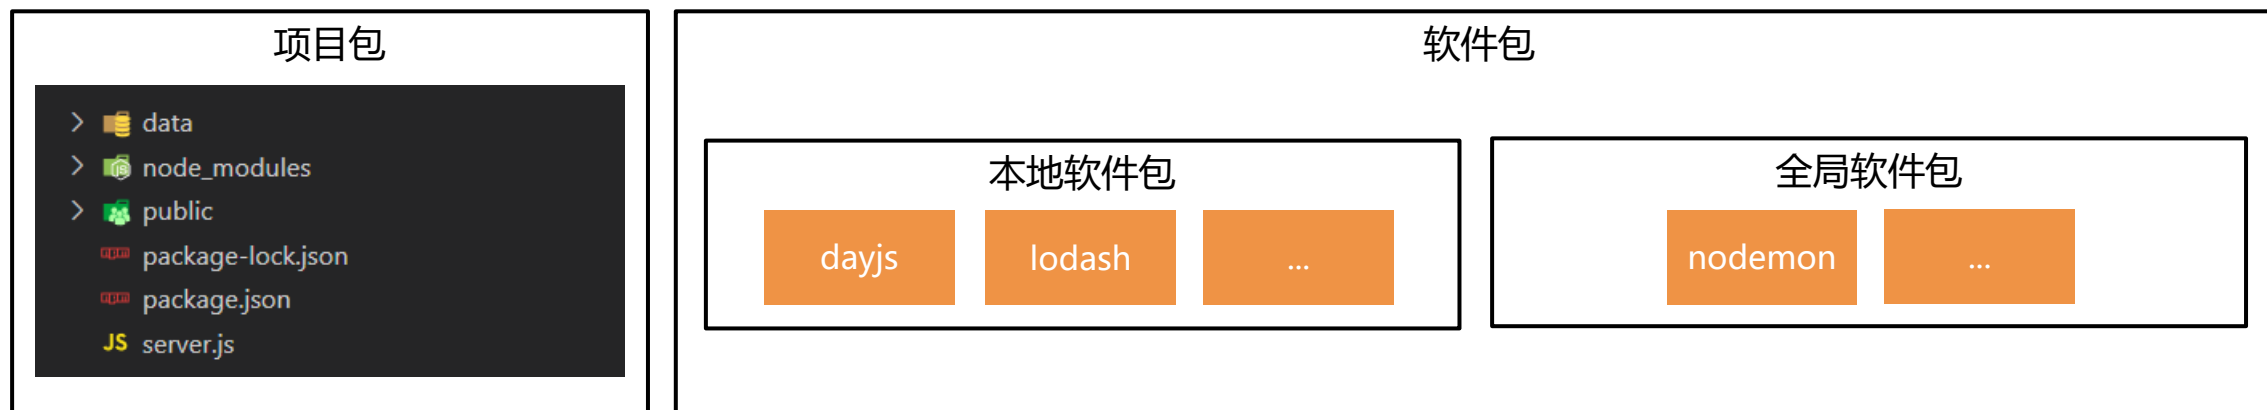 项目包
data
node_modules
public
package-lock.json
package.json
JS server.js
软件包
本地软件包
dayjs
lodash
...
全局软件包
nodemon
...